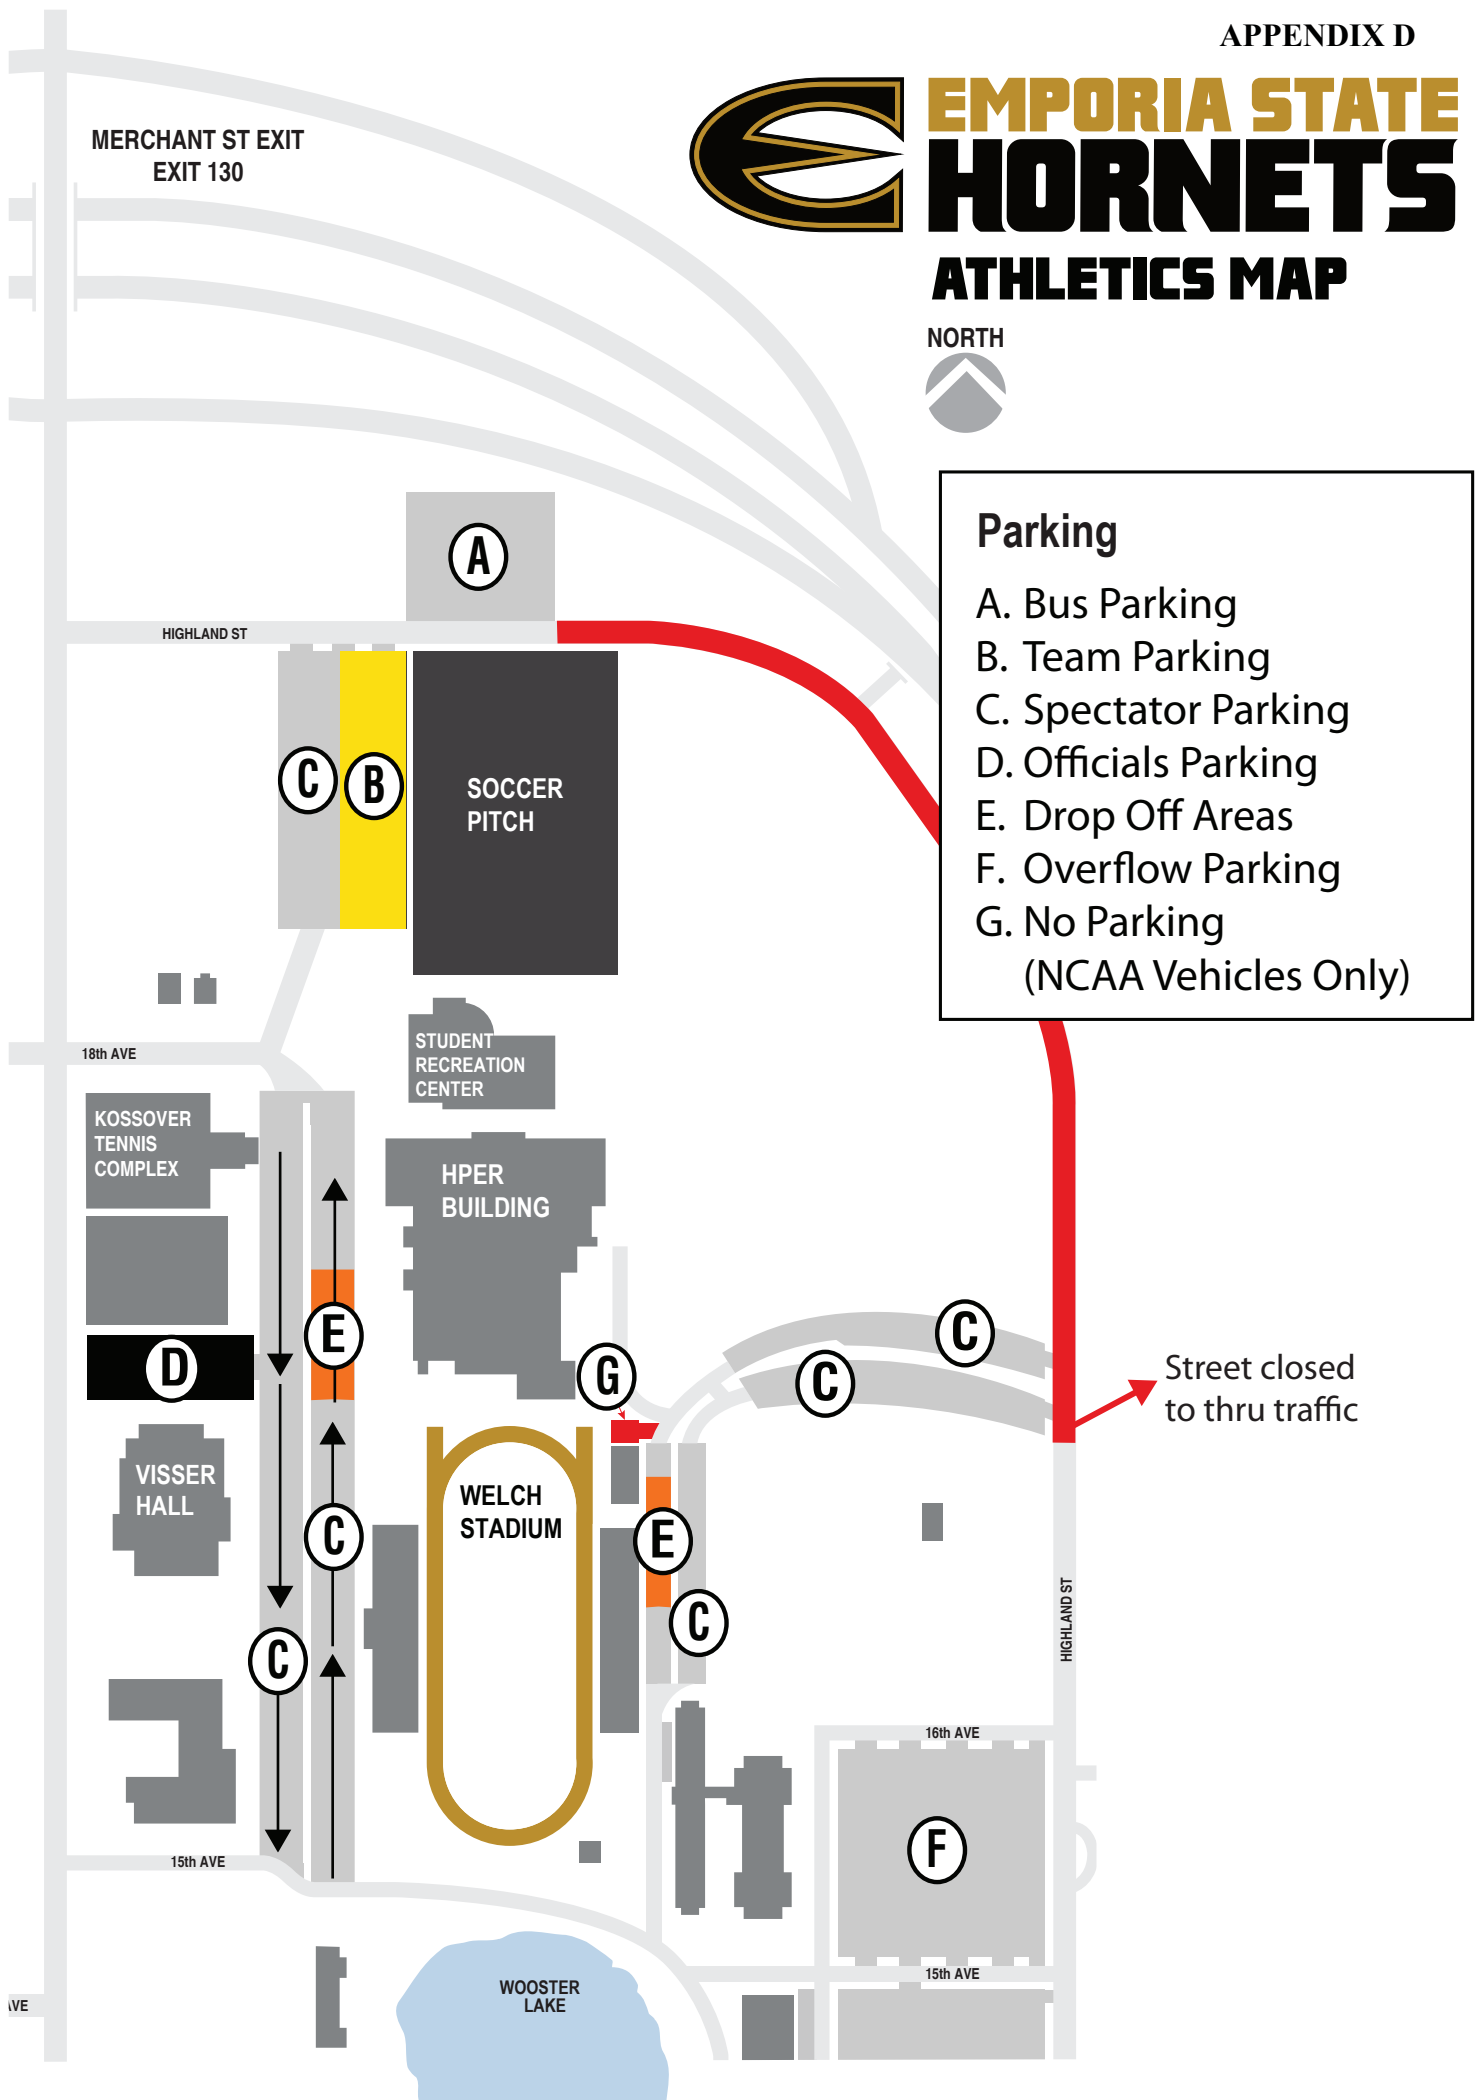 APPENDIX D
EMPORIA STATE
HORNETS
ATHLETICS MAP
NORTH
MERCHANT ST EXIT
EXIT 130
Parking
A. Bus Parking
B. Team Parking
C. Spectator Parking
D. Officials Parking
E. Drop Off Areas
F. Overflow Parking
G. No Parking
(NCAA Vehicles Only)
A
HIGHLAND ST
C
B
SOCCER
PITCH
STUDENT
RECREATION
CENTER
18th AVE
KOSSOVER
TENNIS
COMPLEX
HPER
BUILDING
E
D
G
C
C
Street closed
to thru traffic
VISSER
HALL
WELCH
STADIUM
C
E
C
C
HIGHLAND ST
16th AVE
F
15th AVE
15th AVE
WOOSTER
LAKE
AVE